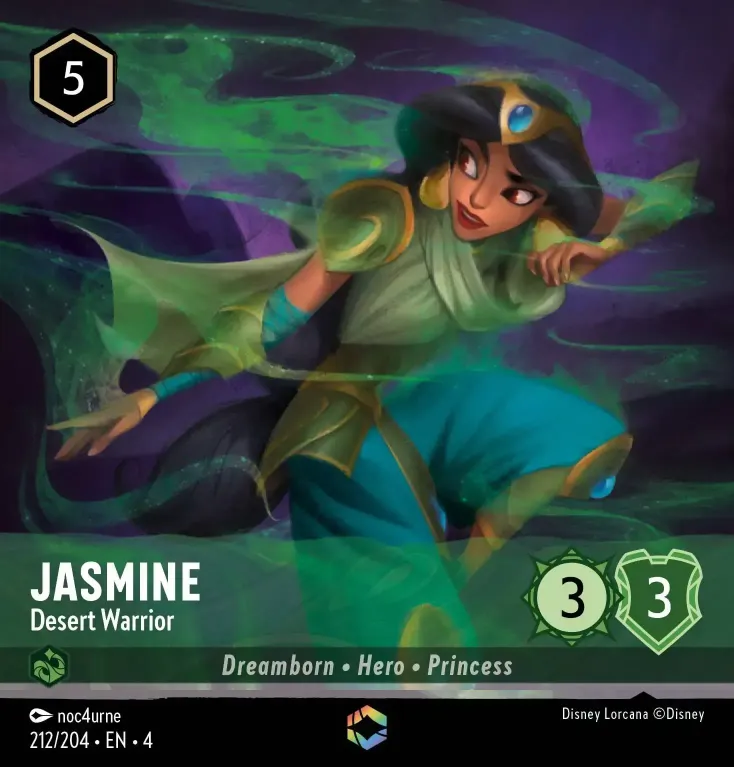 5
JASMINE
Desert Warrior
3 3
Dreamborn • Hero • Princess
noc4urne
Disney Lorcana ©Disney
212/204 • EN • 4